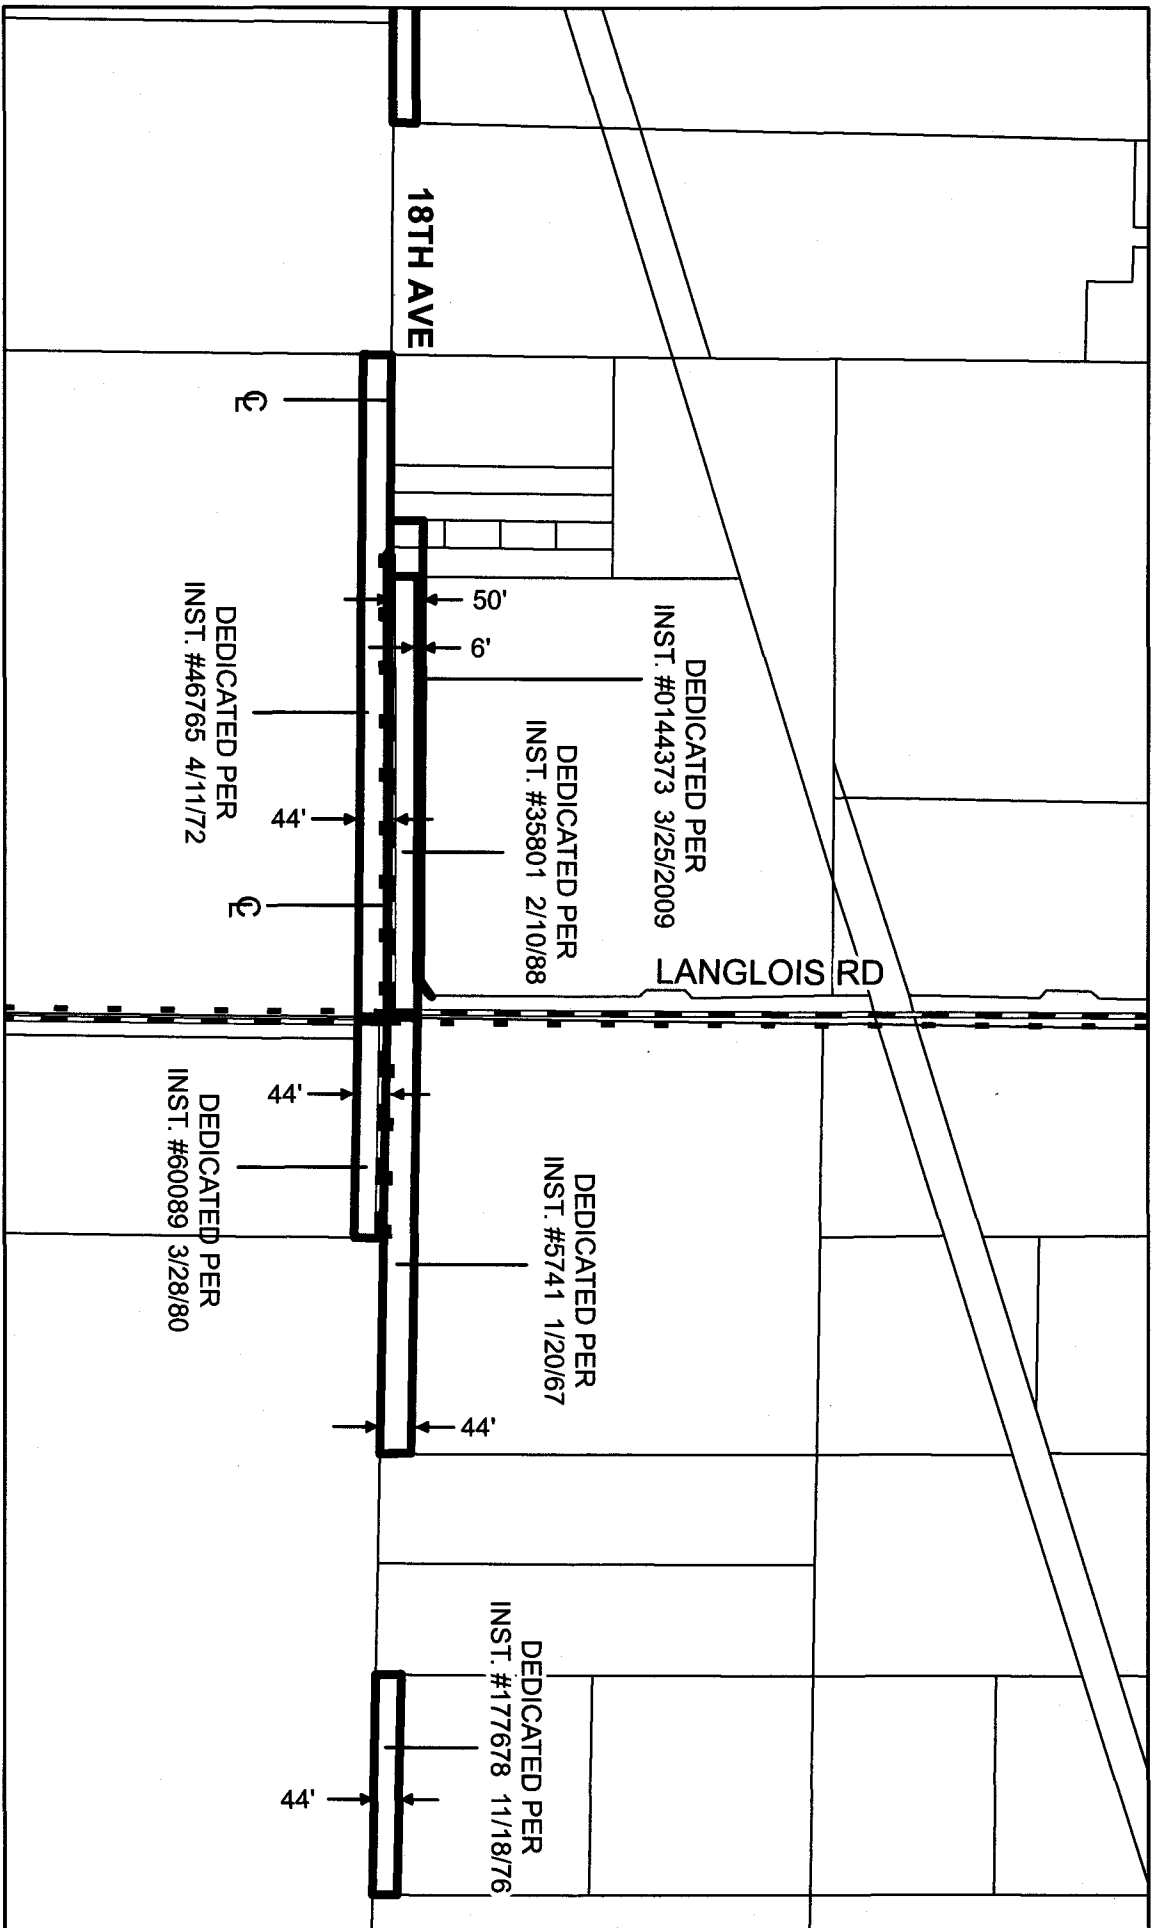 18TH AVE
℄
50'
6'
DEDICATED PER
INST. #0144373 3/25/2009
DEDICATED PER
INST. #46765 4/11/72
DEDICATED PER
INST. #35801 2/10/88
44'
℄
LANGLOIS RD
44'
DEDICATED PER
INST. #60089 3/28/80
DEDICATED PER
INST. #5741 1/20/67
44'
DEDICATED PER
INST. #177678 11/18/76
44'